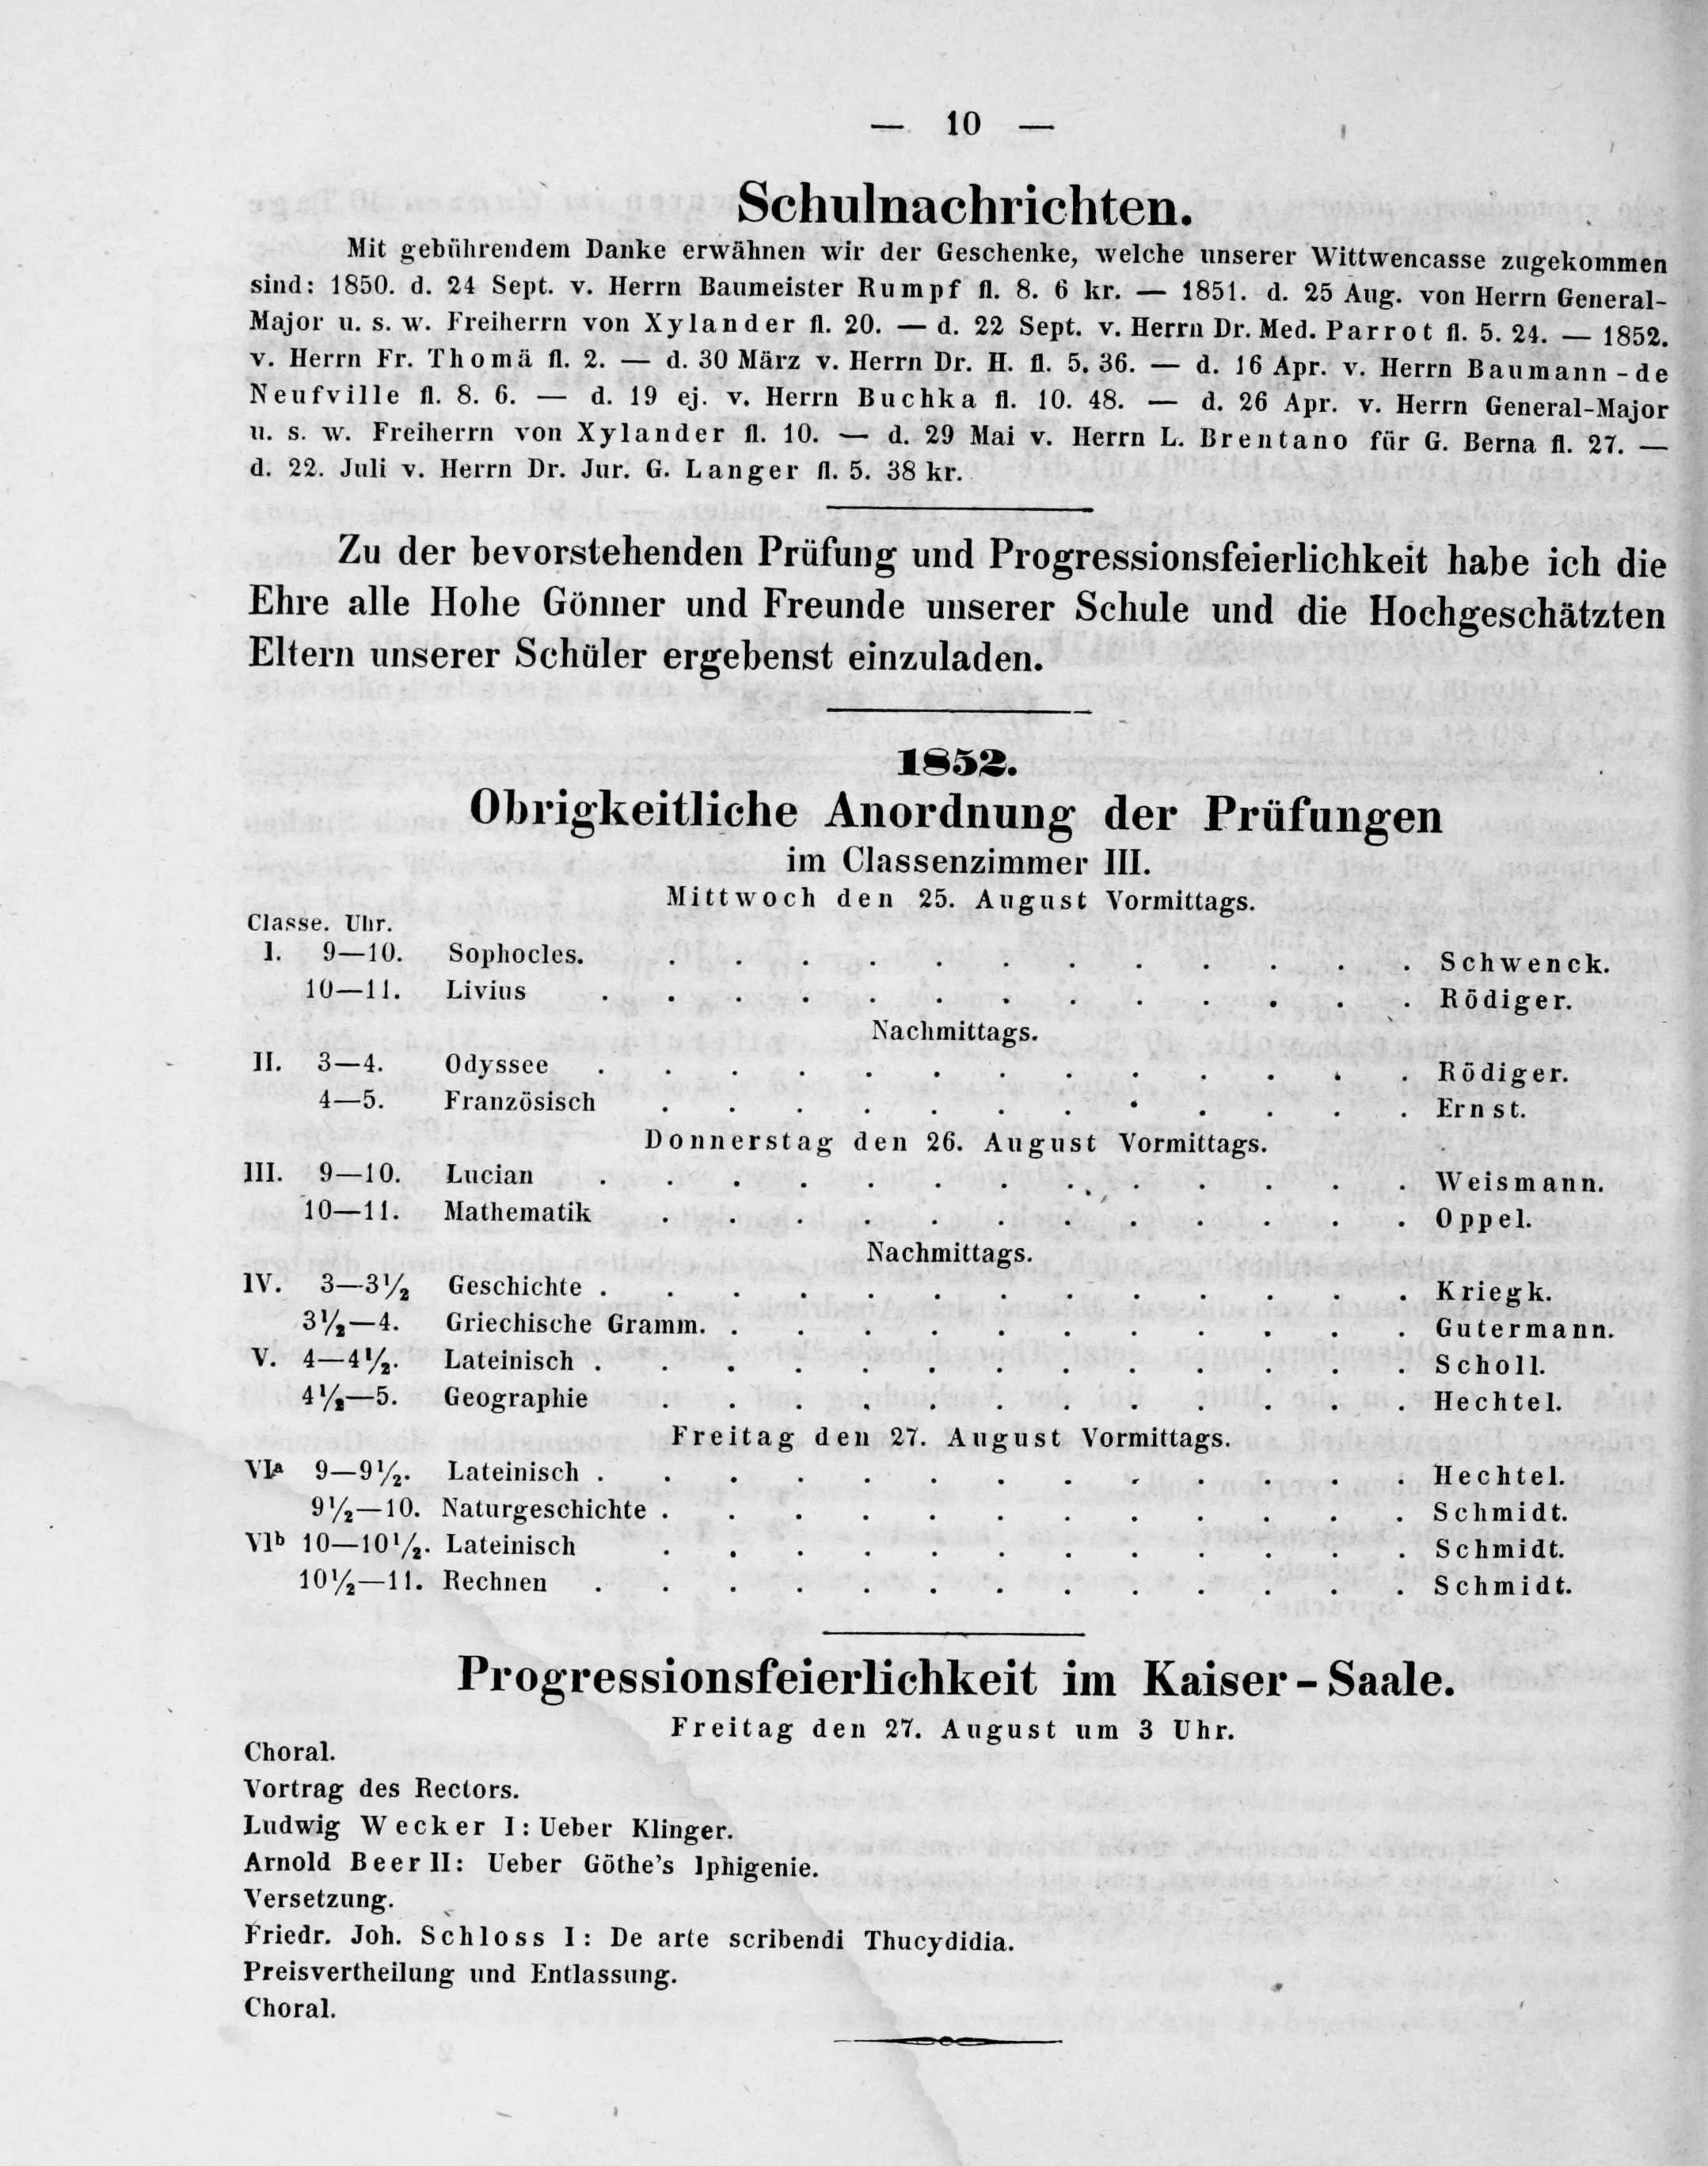 — 10 —
Schulnachrichten.
Mit gebührendem Danke erwähnen wir der Geschenke, welche unserer Wittwencasse zugekommen
sind: 1850. d. 24 Sept. v. Herrn Baumeister Rumpf fl. 8. 6 kr. — 1851. d. 25 Aug. von Herrn General-
Major u. s. w. Freiherrn von Xylander fl. 20. — d. 22 Sept. v. Herrn Dr. Med. Parrot fl. 5. 24. — 1852.
v. Herrn Fr. Thomä fl. 2. — d. 30 März v. Herrn Dr. H. fl. 5. 36. — d. 16 Apr. v. Herrn Baumann-de
Neufville fl. 8. 6. — d. 19 ej. v. Herrn Buchka fl. 10. 48. — d. 26 Apr. v. Herrn General-Major
u. s. w. Freiherrn von Xylander fl. 10. — d. 29 Mai v. Herrn L. Brentano für G. Berna fl. 27. —
d. 22. Juli v. Herrn Dr. Jur. G. Langer fl. 5. 38 kr.
Zu der bevorstehenden Prüfung und Progressionsfeierlichkeit habe ich die
Ehre alle Hohe Gönner und Freunde unserer Schule und die Hochgeschätzten
Eltern unserer Schüler ergebenst einzuladen.
1852.
Obrigkeitliche Anordnung der Prüfungen
im Classenzimmer III.
Mittwoch den 25. August Vormittags.
Classe. Uhr.
I. 9—10. Sophocles. . . . . . . . . . . . . Schwenck.
10—11. Livius . . . . . . . . . . . . . Rödiger.
Nachmittags.
II. 3—4. Odyssee . . . . . . . . . . . . . Rödiger.
4—5. Französisch . . . . . . . . . . . . Ernst.
Donnerstag den 26. August Vormittags.
III. 9—10. Lucian . . . . . . . . . . . . . Weismann.
10—11. Mathematik . . . . . . . . . . . . Oppel.
Nachmittags.
IV. 3—3½ Geschichte . . . . . . . . . . . . . Kriegk.
3½—4. Griechische Gramm. . . . . . . . . . . . Gutermann.
V. 4—4½. Lateinisch . . . . . . . . . . . . . Scholl.
4½—5. Geographie . . . . . . . . . . . . Hechtel.
Freitag den 27. August Vormittags.
VIa 9—9½. Lateinisch . . . . . . . . . . . . . Hechtel.
9½—10. Naturgeschichte . . . . . . . . . . . . Schmidt.
VIb 10—10½. Lateinisch . . . . . . . . . . . . Schmidt.
10½—11. Rechnen . . . . . . . . . . . . . Schmidt.
Progressionsfeierlichkeit im Kaiser-Saale.
Freitag den 27. August um 3 Uhr.
Choral.
Vortrag des Rectors.
Ludwig Wecker I: Ueber Klinger.
Arnold Beer II: Ueber Göthe's Iphigenie.
Versetzung.
Friedr. Joh. Schloss I: De arte scribendi Thucydidia.
Preisvertheilung und Entlassung.
Choral.